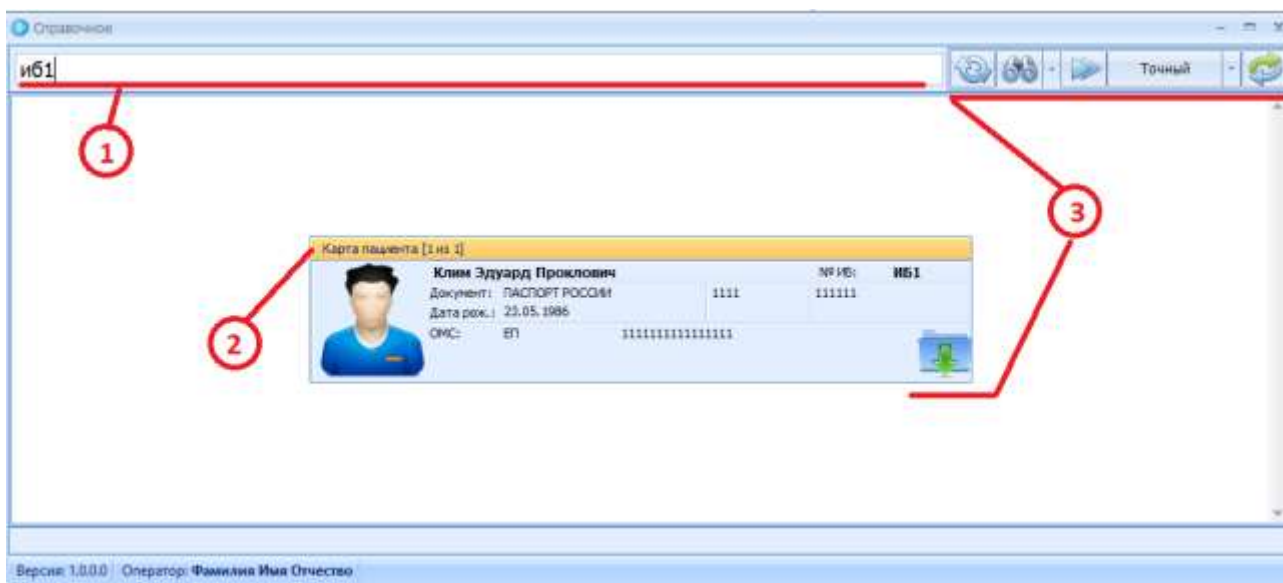 Справочное
иб1
Точный
1
3
Карта пациента [1 из 1]
Клим Эдуард Проклович № ИБ: ИБ1
Документ: ПАСПОРТ РОССИИ 1111 111111
Дата рож.: 23.05.1986
2
ОМС: ЕП 1111111111111111
Версия: 1.0.0.0 Оператор: Фамилия Имя Отчество